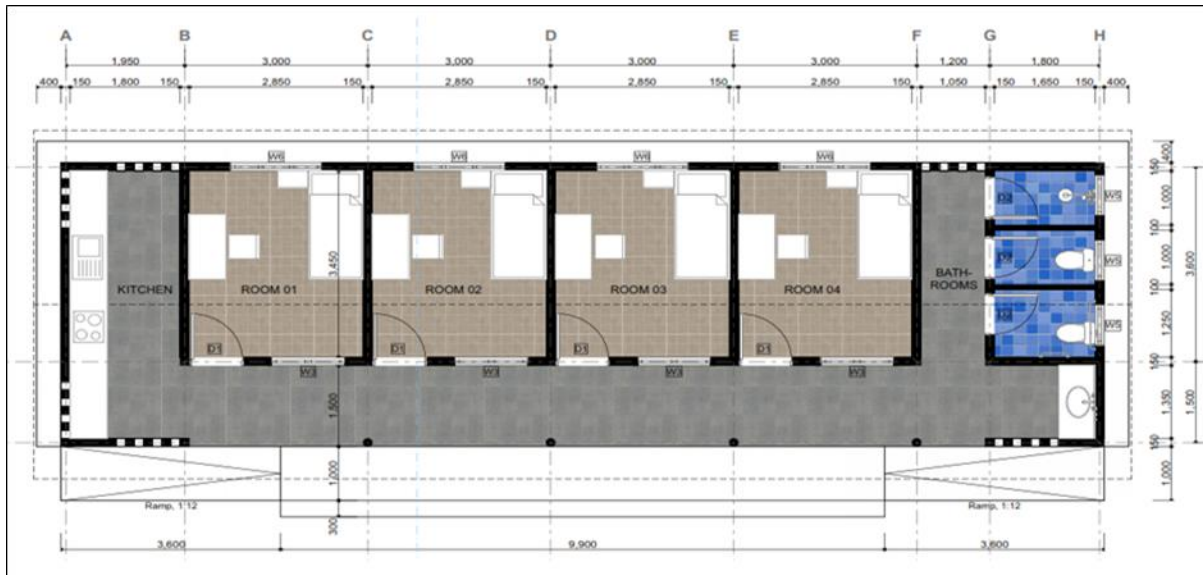 A B C D E F G H
1,950 3,000 3,000 3,000 3,000 1,200 1,800
400 150 1,800 150 2,850 150 2,850 150 2,850 150 2,850 150 1,050 150 1,650 150 400
W6 W6 W6 W6
400
150
D2 W5
1,000
100
D2 W5
1,000
3,600
3,450
KITCHEN ROOM 01 ROOM 02 ROOM 03 ROOM 04 BATH-
ROOMS
100
D2 W5
1,250
D1 D1 D1 D1
150
W3 W3 W3 W3
1,500
1,350
1,500
150
1,000
1,000
Ramp, 1:12 Ramp, 1:12
300
3,600 9,900 3,600